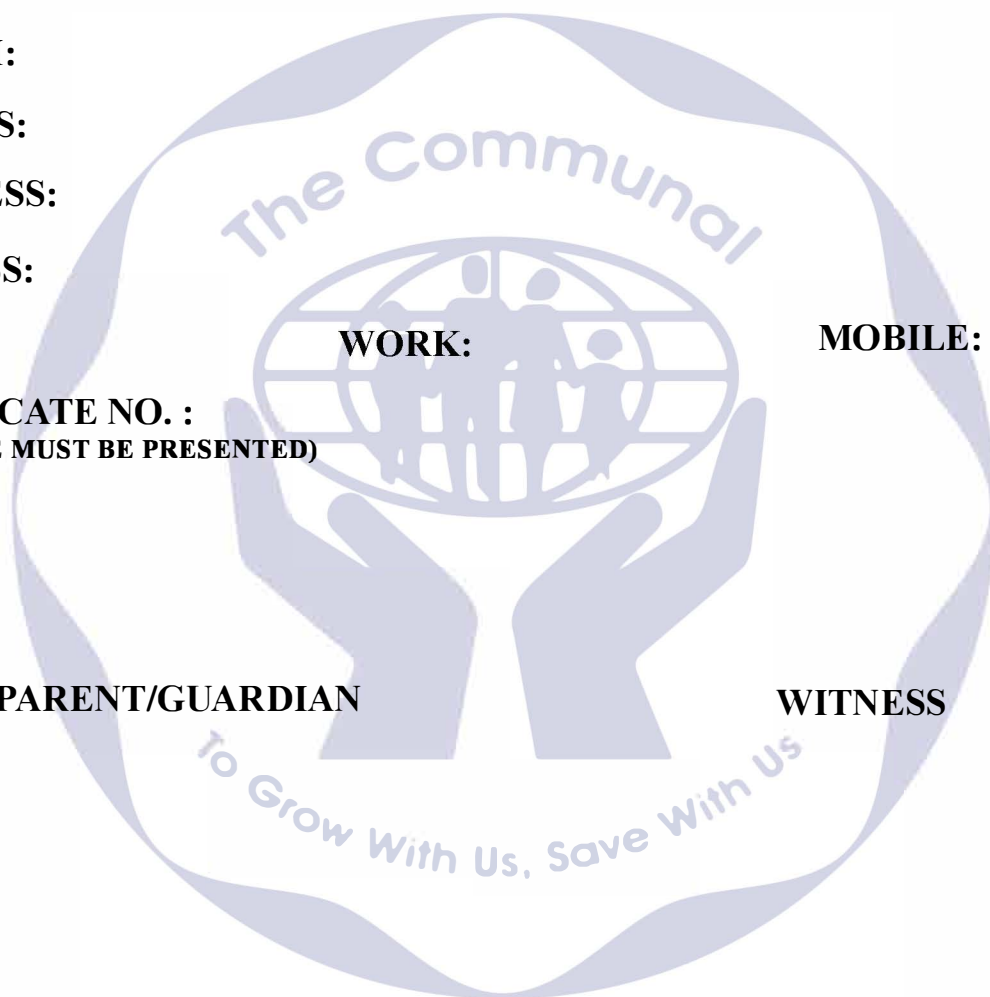 :
S:
ESS:
SS:
The Communal
WORK:
MOBILE:
CATE NO. :
MUST BE PRESENTED)
PARENT/GUARDIAN
WITNESS
To Grow With Us, Save With Us